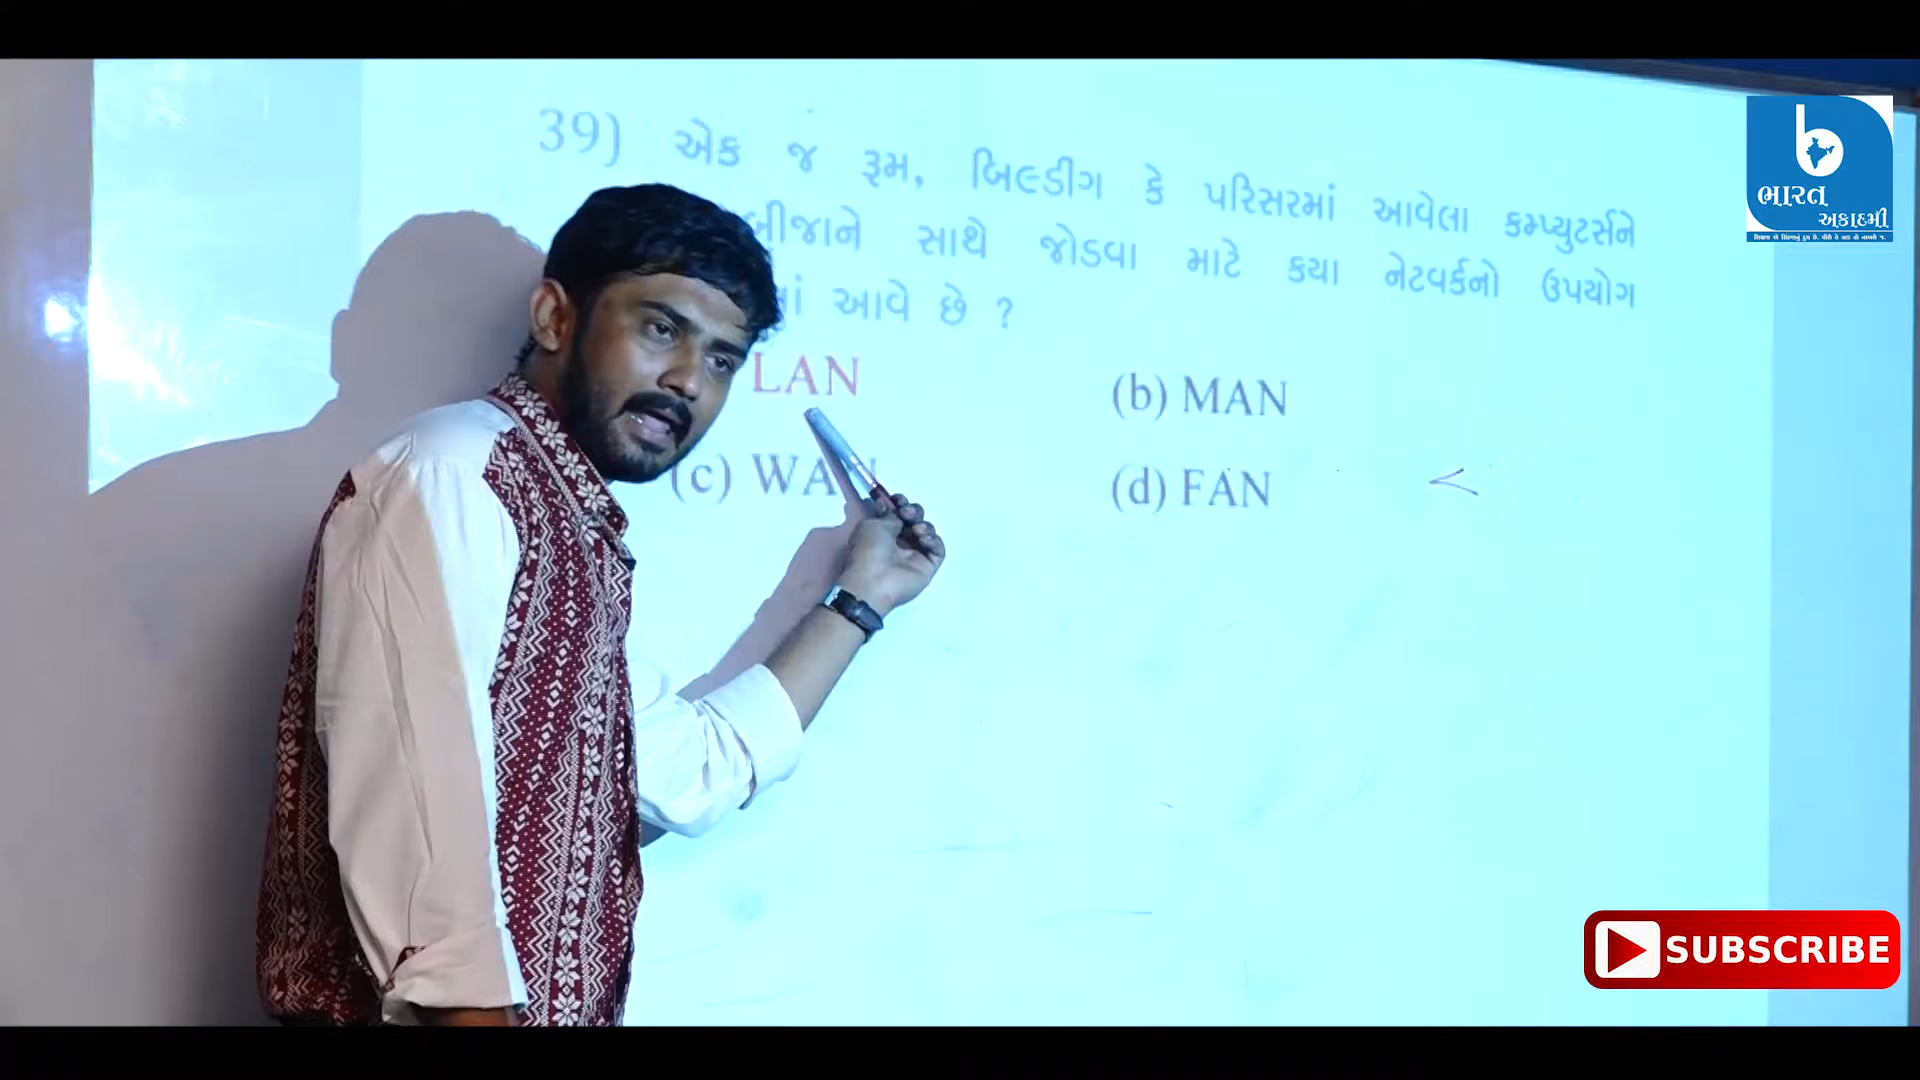 39) એક જ રૂમ, બિલ્ડીંગ કે પરિસરમાં આવેલા કમ્પ્યુટર્સને
બીજાને સાથે જોડવા માટે કયા નેટવર્કનો ઉપયોગ
આવે છે ?
LAN (b) MAN
(c) WAN (d) FAN
ભારત
અકાદમી
SUBSCRIBE